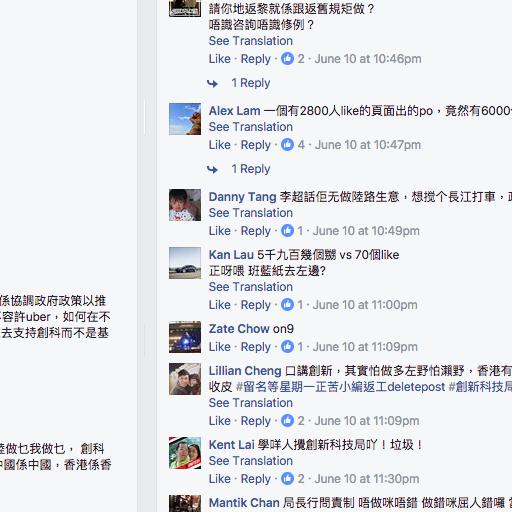 請你地返黎就係跟返舊規短做？
唔識咨詢唔識修例？
See Translation
Like · Reply · 2 · June 10 at 10:46pm
1 Reply
Alex Lam 一個有2800人like的頁面出的po，竟然有6000
See Translation
Like · Reply · 4 · June 10 at 10:47pm
1 Reply
Danny Tang 李超話佢无做陸路生意，想搅个長江打車，
See Translation
Like · Reply · 1 · June 10 at 10:49pm
Kan Lau 5千九百幾個嬲 vs 70個like
正呀喂 班藍紙去左邊?
See Translation
Like · Reply · 1 · June 10 at 11:00pm
係協調政府政策以推
容許uber，如何在不
去支持創科而不是基
Zate Chow on9
Like · Reply · 1 · June 10 at 11:09pm
Lillian Cheng 口講創新，其實怕做多左野怕瀨野，香港有
收皮 #留名等星期一正苦小編返工deletepost #創新科技局
See Translation
Like · Reply · 2 · June 10 at 11:09pm
做乜我做乜， 創科
中國係中國，香港係香
Kent Lai 學咩人攪創新科技局吖！垃圾！
See Translation
Like · Reply · 2 · June 10 at 11:30pm
Mantik Chan 局長行問責制 唔做咪唔錯 做錯咪屈人錯囉